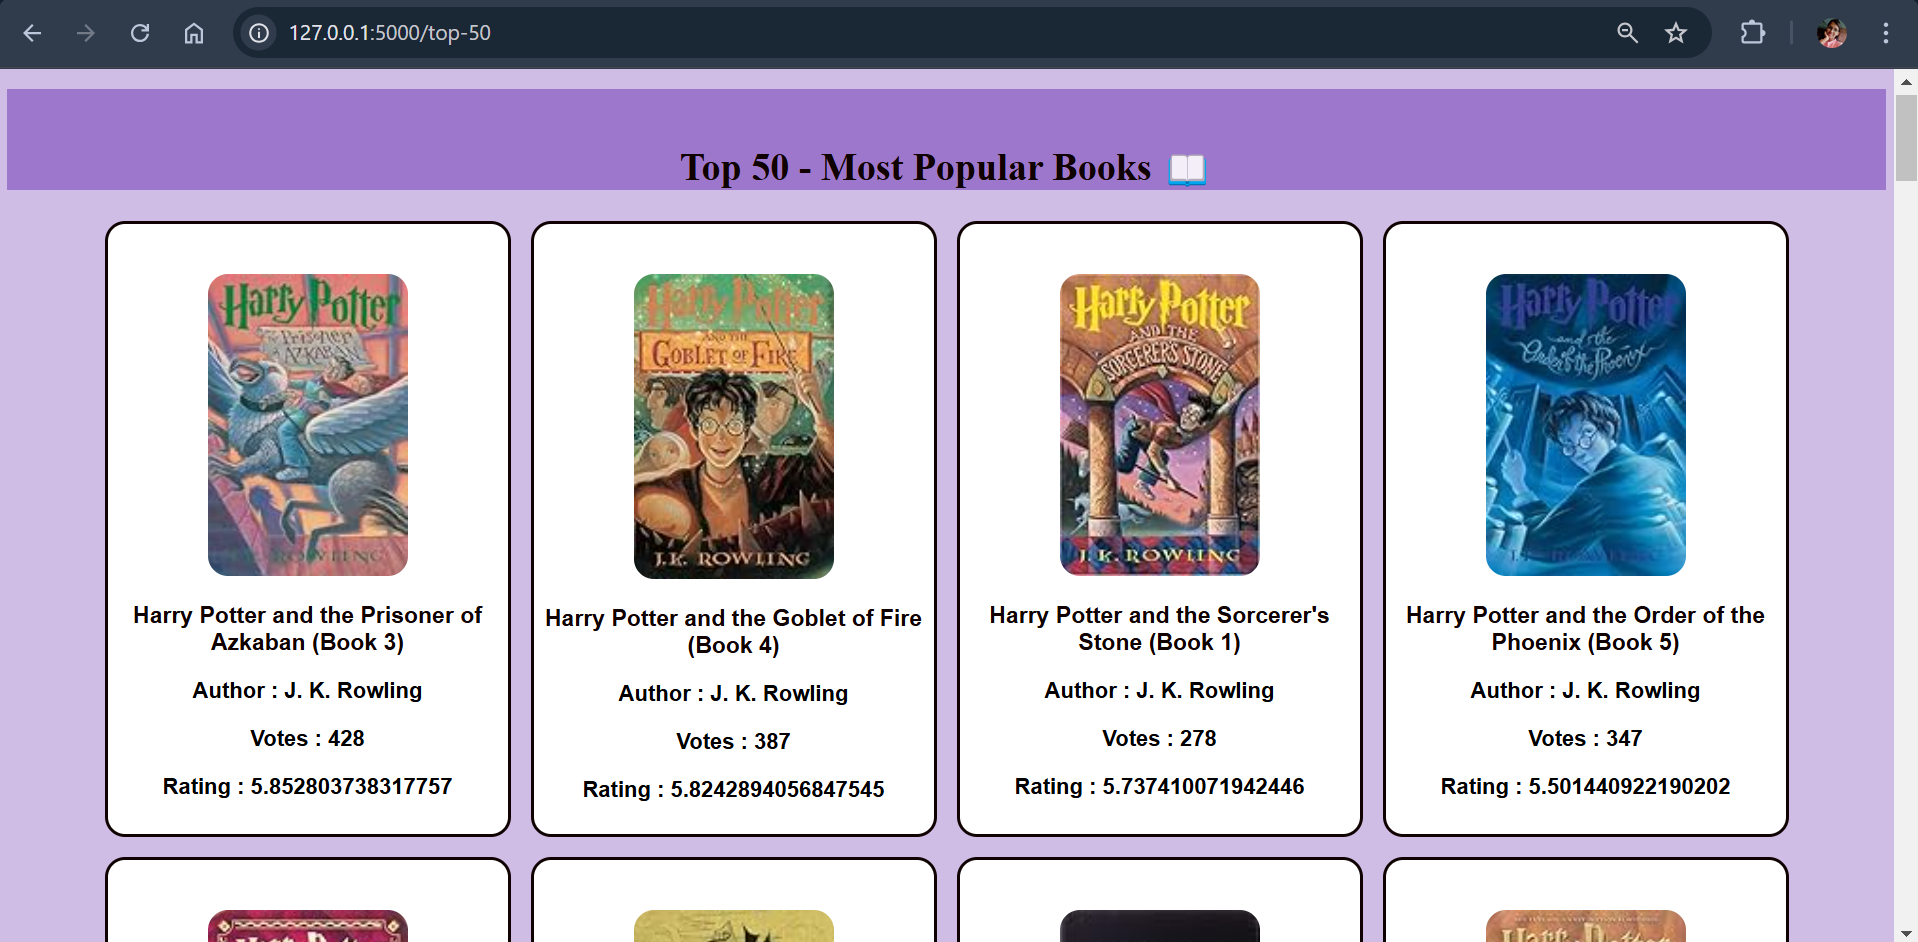 127.0.0.1:5000/top-50
Top 50 - Most Popular Books 📖
Harry Potter
The Prisoner
of AZKABAN
J.K. ROWLING
Harry Potter and the Prisoner of
Azkaban (Book 3)
Author : J. K. Rowling
Votes : 428
Rating : 5.852803738317757
Harry Potter
AND THE
GOBLET OF FIRE
J.K. ROWLING
Harry Potter and the Goblet of Fire
(Book 4)
Author : J. K. Rowling
Votes : 387
Rating : 5.8242894056847545
Harry Potter
AND THE
SORCERER'S STONE
J. K. ROWLING
Harry Potter and the Sorcerer's
Stone (Book 1)
Author : J. K. Rowling
Votes : 278
Rating : 5.737410071942446
Harry Potter
and the
Order of the Phoenix
J.K. ROWLING
Harry Potter and the Order of the
Phoenix (Book 5)
Author : J. K. Rowling
Votes : 347
Rating : 5.501440922190202